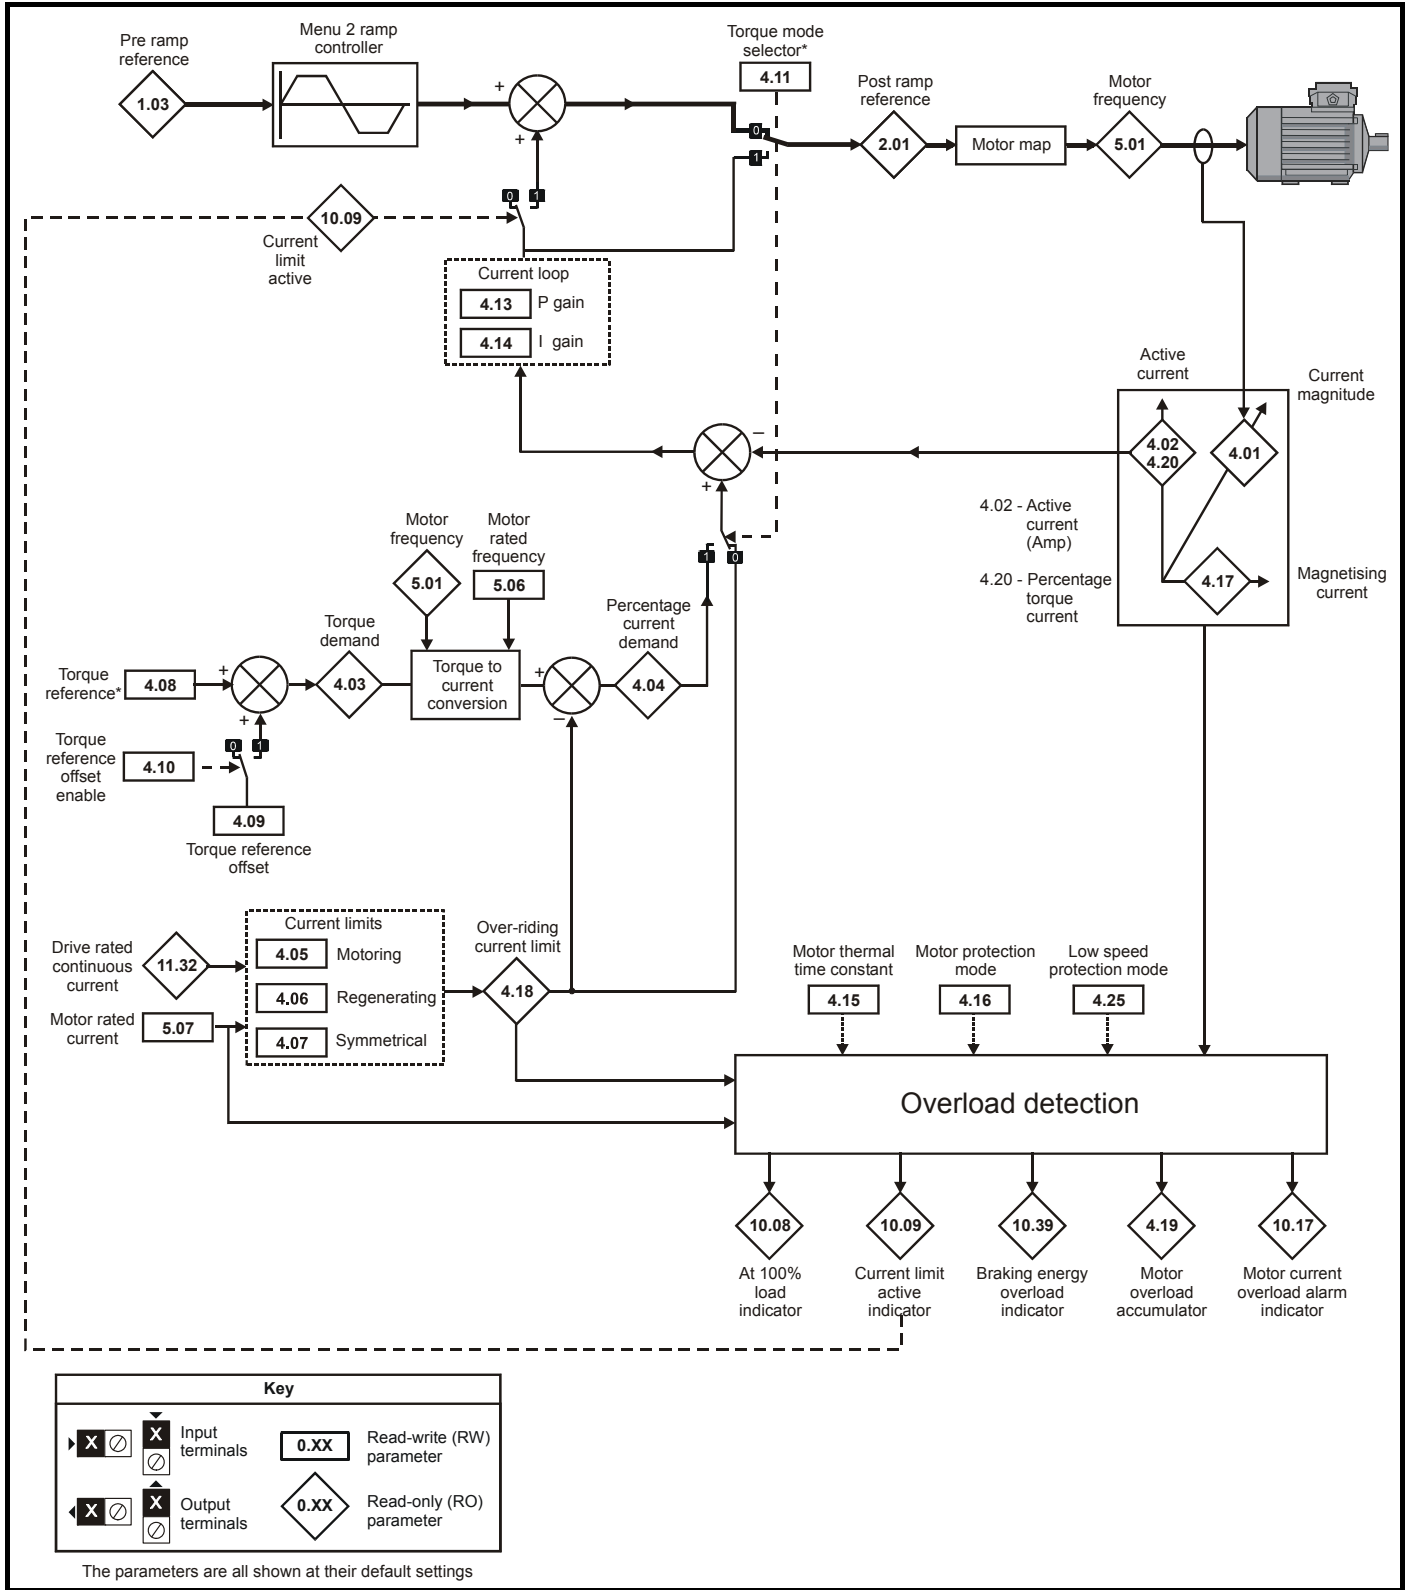 Pre ramp
reference
1.03
Menu 2 ramp
controller
+
+
Torque mode
selector*
4.11
0
1
Post ramp
reference
2.01
Motor map
Motor
frequency
5.01
10.09
Current
limit
active
0
1
Current loop
4.13 P gain
4.14 I gain
Active
current
Current
magnitude
4.02
4.20
4.01
4.17
Magnetising
current
4.02 - Active
current
(Amp)
4.20 - Percentage
torque
current
–
+
1
0
Motor
frequency
5.01
Motor
rated
frequency
5.06
Percentage
current
demand
4.04
Torque
demand
4.03
Torque to
current
conversion
+
–
Torque
reference*
4.08
+
+
0
1
Torque
reference
offset
enable
4.10
4.09
Torque reference
offset
Drive rated
continuous
current
11.32
Motor rated
current
5.07
Current limits
4.05 Motoring
4.06 Regenerating
4.07 Symmetrical
Over-riding
current limit
4.18
Motor thermal
time constant
4.15
Motor protection
mode
4.16
Low speed
protection mode
4.25
Overload detection
10.08
At 100%
load
indicator
10.09
Current limit
active
indicator
10.39
Braking energy
overload
indicator
4.19
Motor
overload
accumulator
10.17
Motor current
overload alarm
indicator
Key
X
X
Input
terminals
0.XX
Read-write (RW)
parameter
X
X
Output
terminals
0.XX
Read-only (RO)
parameter
The parameters are all shown at their default settings